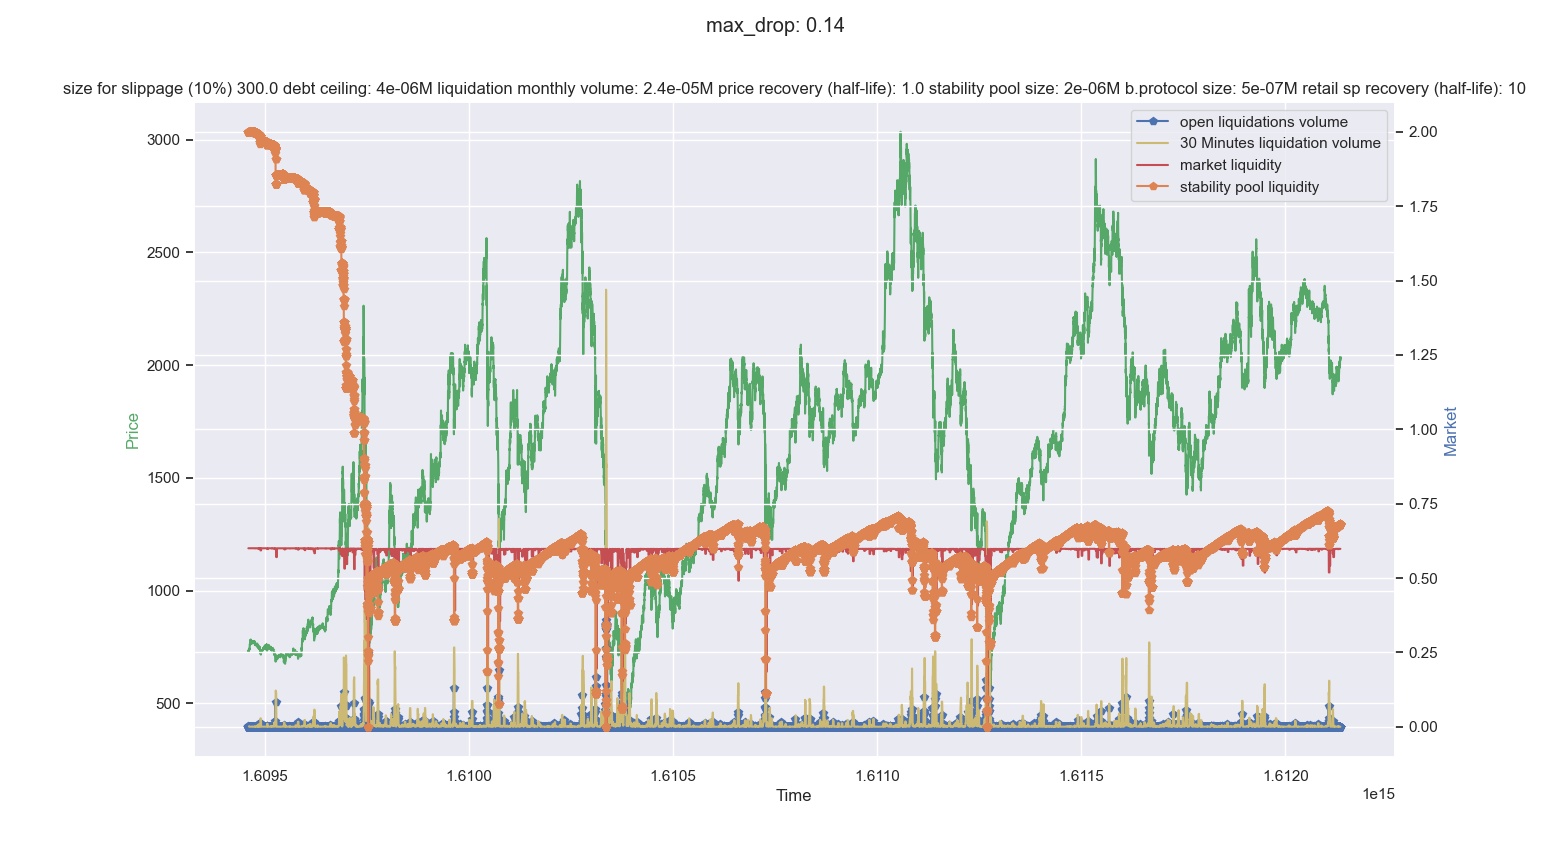 max_drop: 0.14
size for slippage (10%) 300.0 debt ceiling: 4e-06M liquidation monthly volume: 2.4e-05M price recovery (half-life): 1.0 stability pool size: 2e-06M b.protocol size: 5e-07M retail sp recovery (half-life): 10
open liquidations volume
30 Minutes liquidation volume
market liquidity
stability pool liquidity
3000
2500
2000
1500
1000
500
Price
2.00
1.75
1.50
1.25
1.00
0.75
0.50
0.25
0.00
Market
1.6095 1.6100 1.6105 1.6110 1.6115 1.6120
Time
1e15